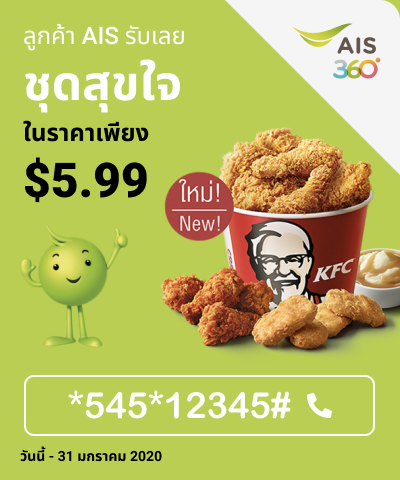 ลูกค้า AIS รับเลย
AIS
360°
ชุดสุขใจ
ในราคาเพียง
$5.99
ใหม่!
New!
KFC
*545*12345#
วันนี้ - 31 มกราคม 2020